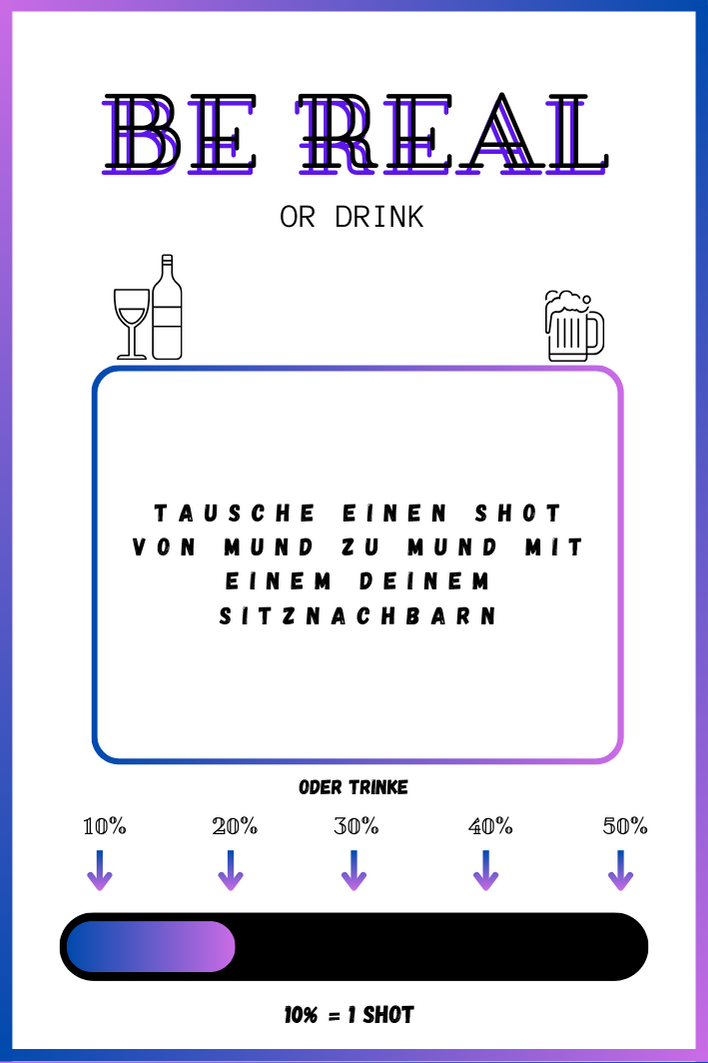 BE REAL
OR DRINK
TAUSCHE EINEN SHOT
VON MUND ZU MUND MIT
EINEM DEINEM
SITZNACHBARN
ODER TRINKE
10% 20% 30% 40% 50%
10% = 1 SHOT